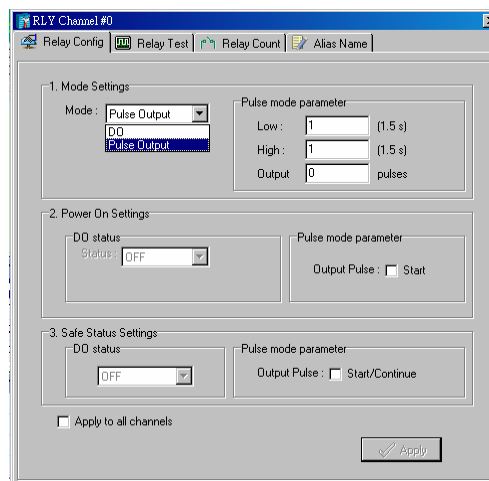 RLY Channel #0
Relay Config Relay Test Relay Count Alias Name
1. Mode Settings
Mode : Pulse Output
DO
Pulse Output
Pulse mode parameter
Low : 1 (1.5 s)
High : 1 (1.5 s)
Output 0 pulses
2. Power On Settings
DO status
Status : OFF
Pulse mode parameter
Output Pulse : Start
3. Safe Status Settings
DO status
OFF
Pulse mode parameter
Output Pulse : Start/Continue
Apply to all channels
Apply